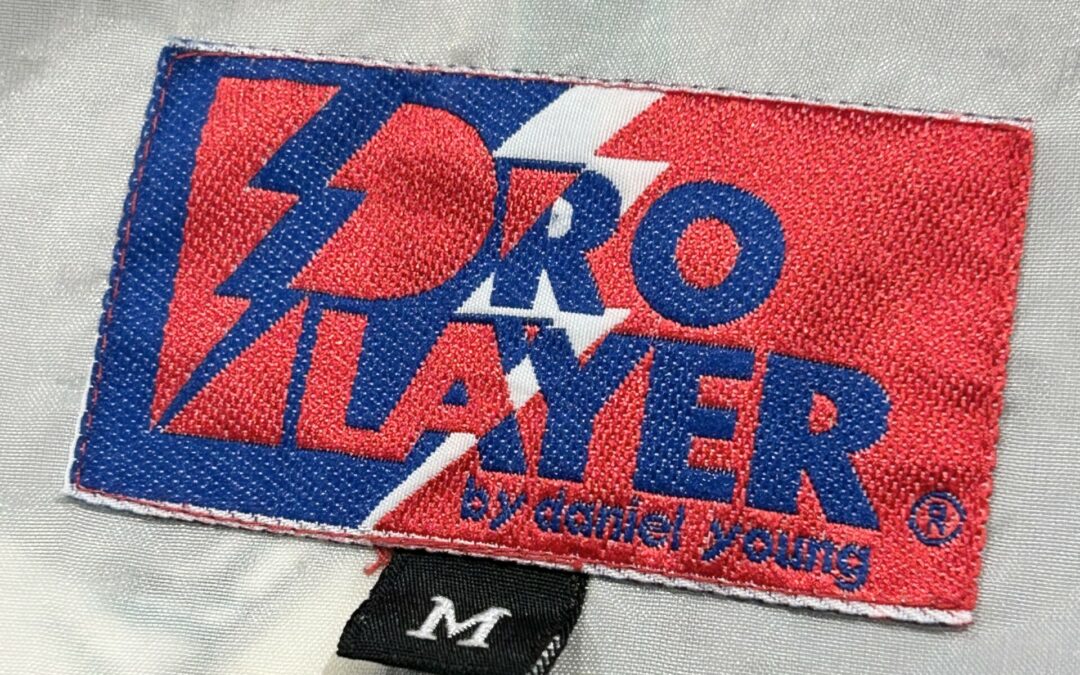 PRO
PLAYER
by daniel young ®
M